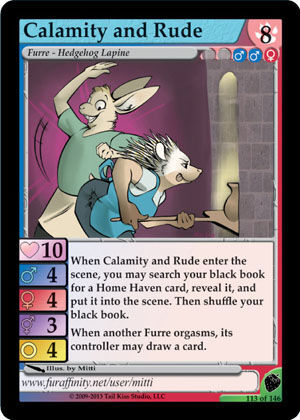 Calamity and Rude
8
Furre - Hedgehog Lapine
10
4
4
3
4
When Calamity and Rude enter the
scene, you may search your black book
for a Home Haven card, reveal it, and
put it into the scene. Then shuffle your
black book.
When another Furre orgasms, its
controller may draw a card.
Illus. by Mitti
www.furaffinity.net/user/mitti
© 2009-2013 Tail Kiss Studio, LLC
113 of 146